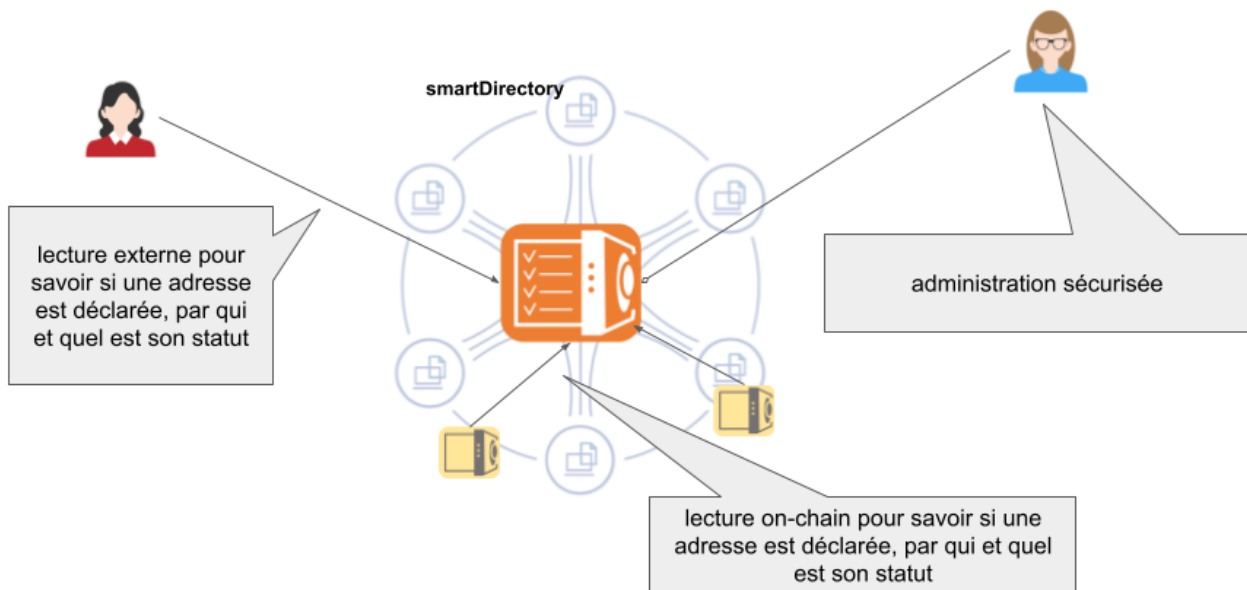 smartDirectory
lecture externe pour
savoir si une adresse
est déclarée, par qui
et quel est son statut
administration sécurisée
lecture on-chain pour savoir si une
adresse est déclarée, par qui et quel
est son statut